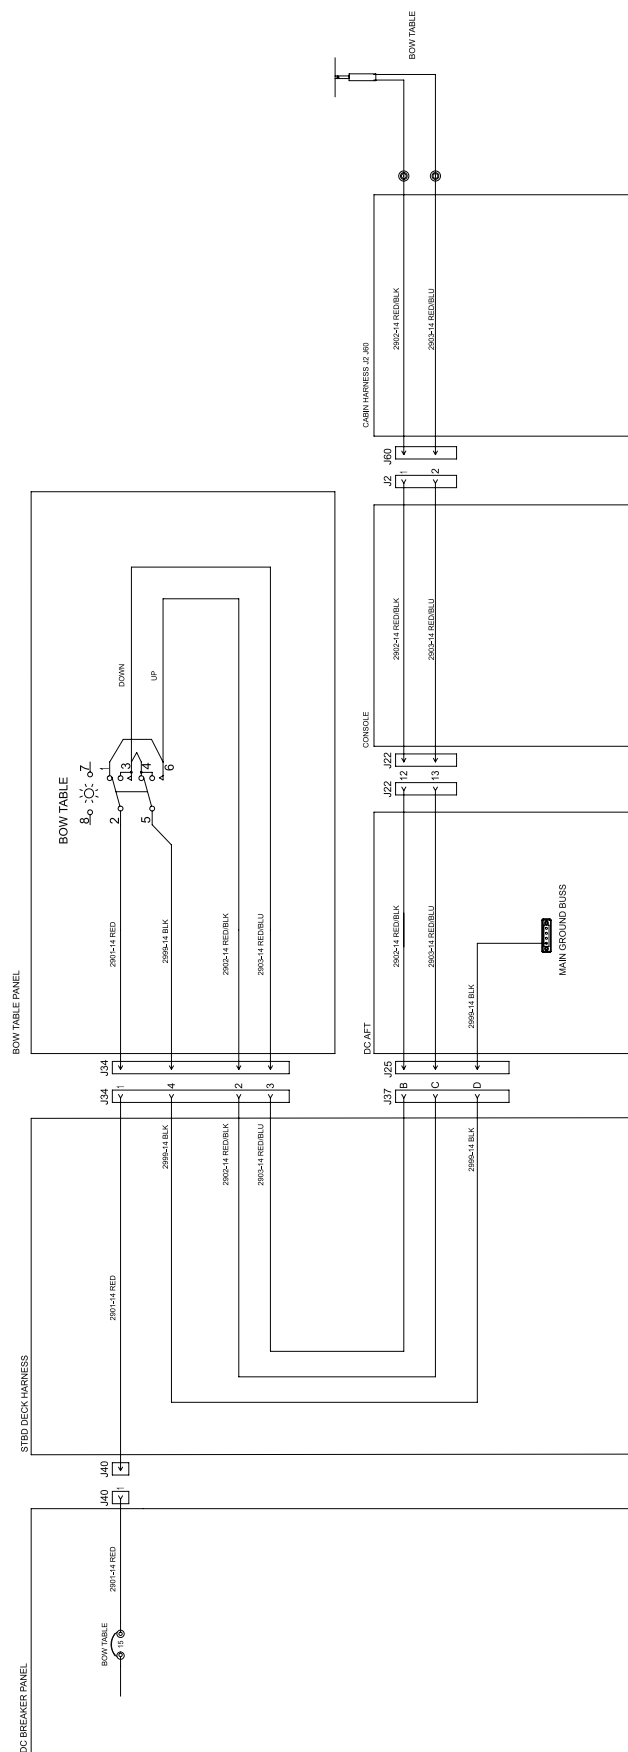 DC BREAKER PANEL
BOW TABLE
15
2901-14 RED
J40
1
J40
STBD DECK HARNESS
2901-14 RED
2999-14 BLK
2902-14 RED/BLK
2903-14 RED/BLU
2999-14 BLK
J34
1
4
2
3
J34
J37
B
C
D
J25
BOW TABLE PANEL
2901-14 RED
2999-14 BLK
2902-14 RED/BLK
2903-14 RED/BLU
BOW TABLE
8
7
2
1
3
5
4
6
DOWN
UP
DC AFT
2902-14 RED/BLK
2903-14 RED/BLU
2999-14 BLK
MAIN GROUND BUSS
J22
12
13
J22
CONSOLE
2902-14 RED/BLK
2903-14 RED/BLU
J2
1
2
J60
CABIN HARNESS J2 J60
2902-14 RED/BLK
2903-14 RED/BLU
BOW TABLE